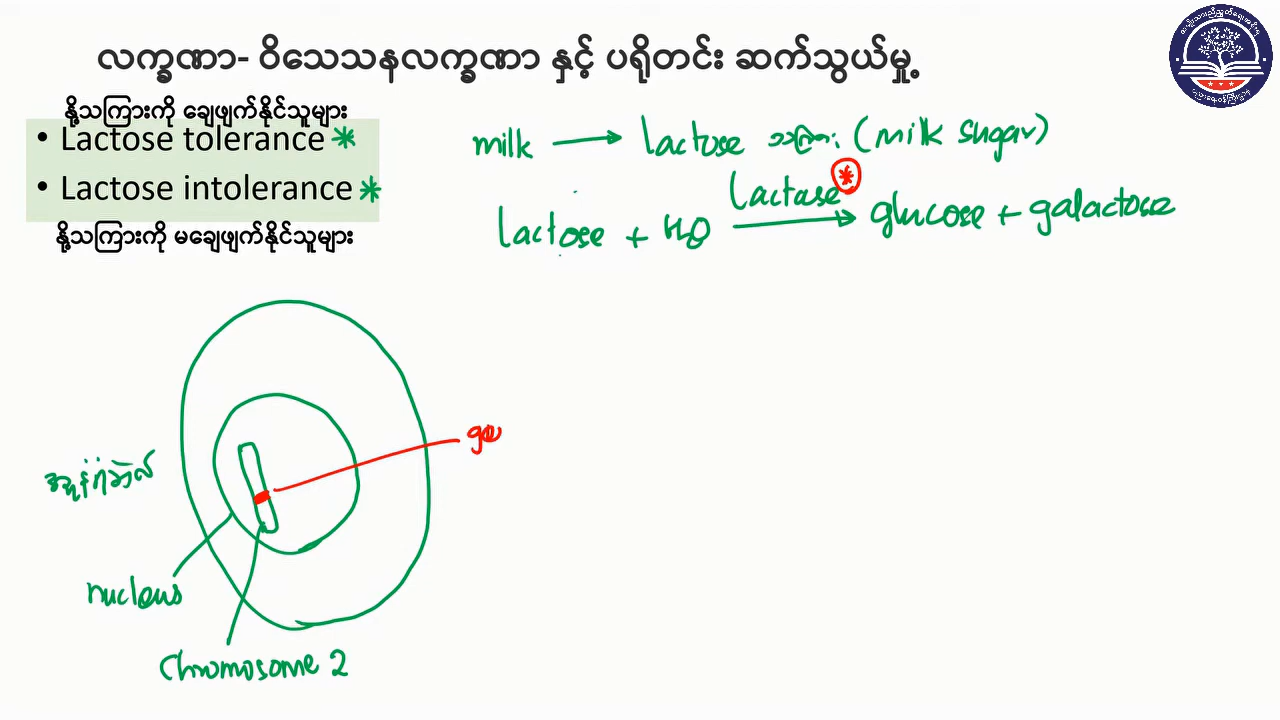 လက္ခဏာ- ဝိသေသနလက္ခဏာ နှင့် ပရိုတင်း ဆက်သွယ်မှု့
နို့သကြားကို ချေဖျက်နိုင်သူများ
• Lactose tolerance *
• Lactose intolerance *
နို့သကြားကို မချေဖျက်နိုင်သူများ
milk → lactose သကြား (milk sugar)
Lactase *
lactose + H2O → glucose + galactose
nucleus
Chromosome 2